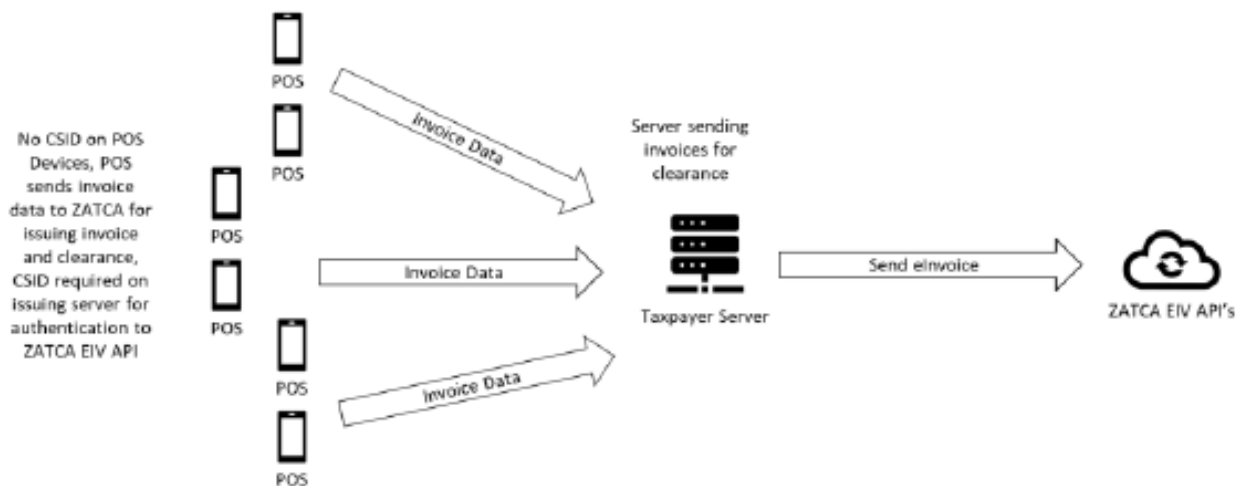 POS
POS
No CSID on POS
Devices, POS
sends invoice
data to ZATCA for
issuing invoice
and clearance,
CSID required on
issuing server for
authentication to
ZATCA EIV API
POS
POS
POS
POS
Invoice Data
Invoice Data
Invoice Data
Server sending
invoices for
clearance
Taxpayer Server
Send eInvoice
ZATCA EIV API's